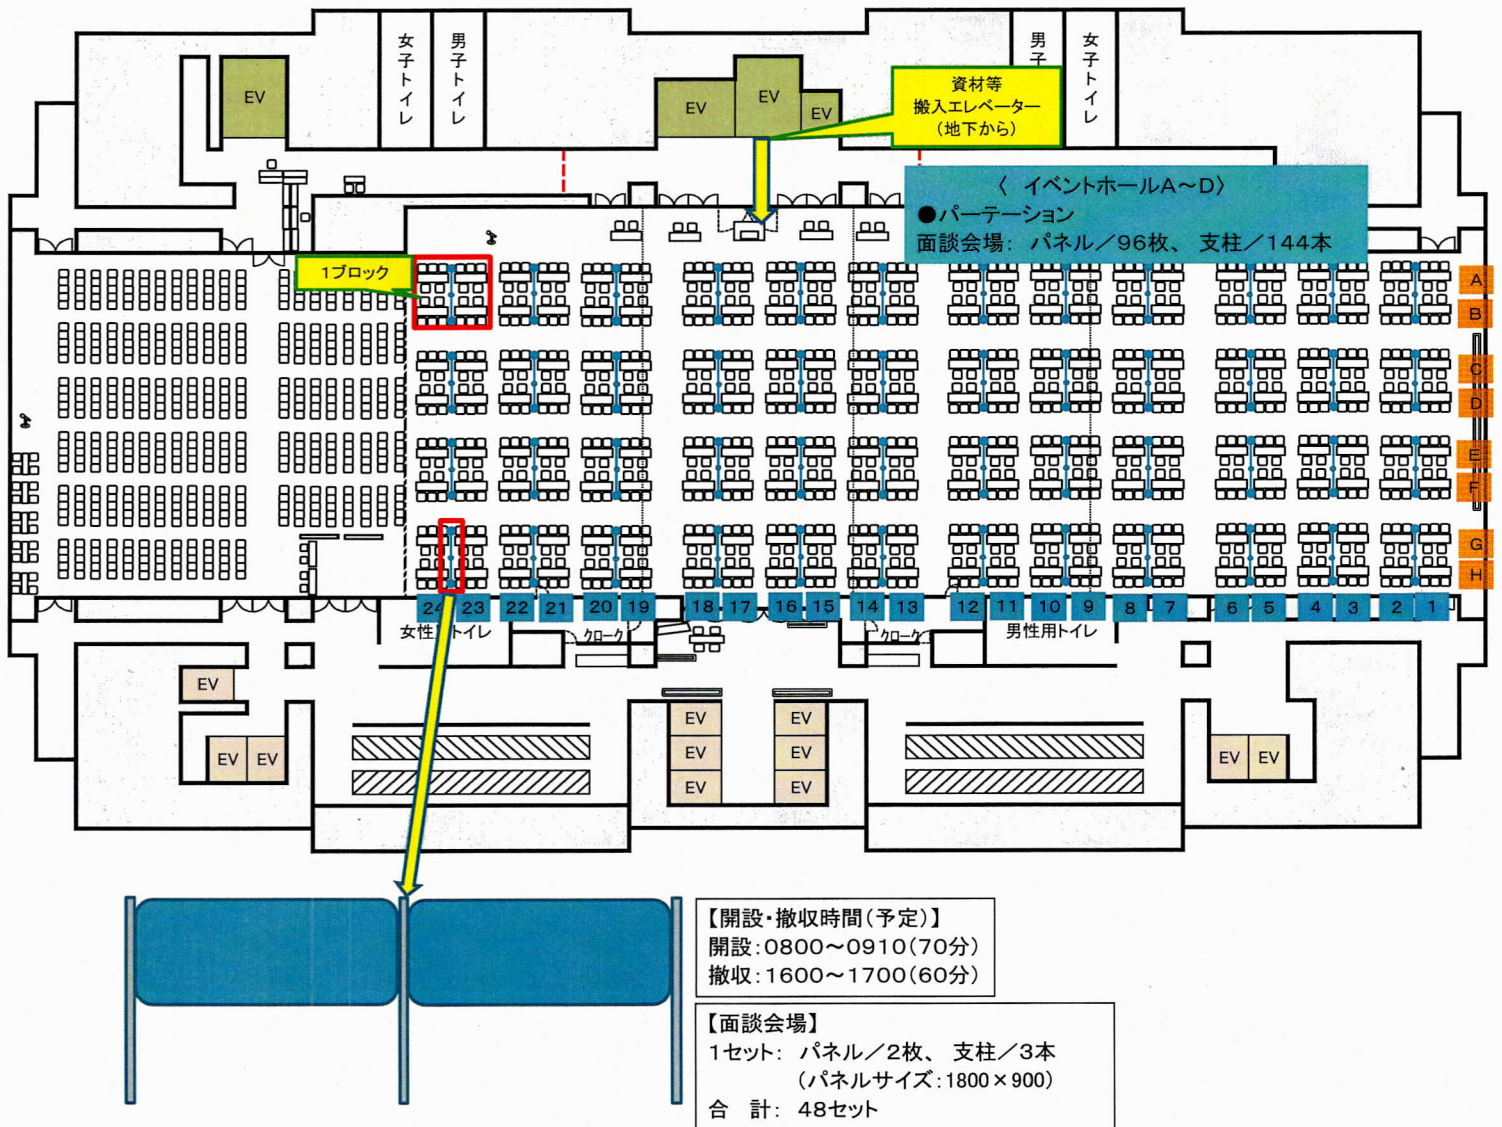 女子トイレ
男子トイレ
男子
女子トイレ
EV
EV
EV
EV
資材等
搬入エレベーター
(地下から)
〈 イベントホールA～D〉
●パーテーション
面談会場: パネル／96枚、 支柱／144本
1ブロック
A
B
C
D
E
F
G
H
24 23 22 21 20 19 18 17 16 15 14 13 12 11 10 9 8 7 6 5 4 3 2 1
女性 トイレ
クローク
クローク
男性用トイレ
EV
EV EV
EV EV
EV EV
EV EV
EV EV
【開設・撤収時間(予定)】
開設:0800～0910(70分)
撤収:1600～1700(60分)
【面談会場】
1セット: パネル／2枚、 支柱／3本
(パネルサイズ:1800×900)
合 計: 48セット